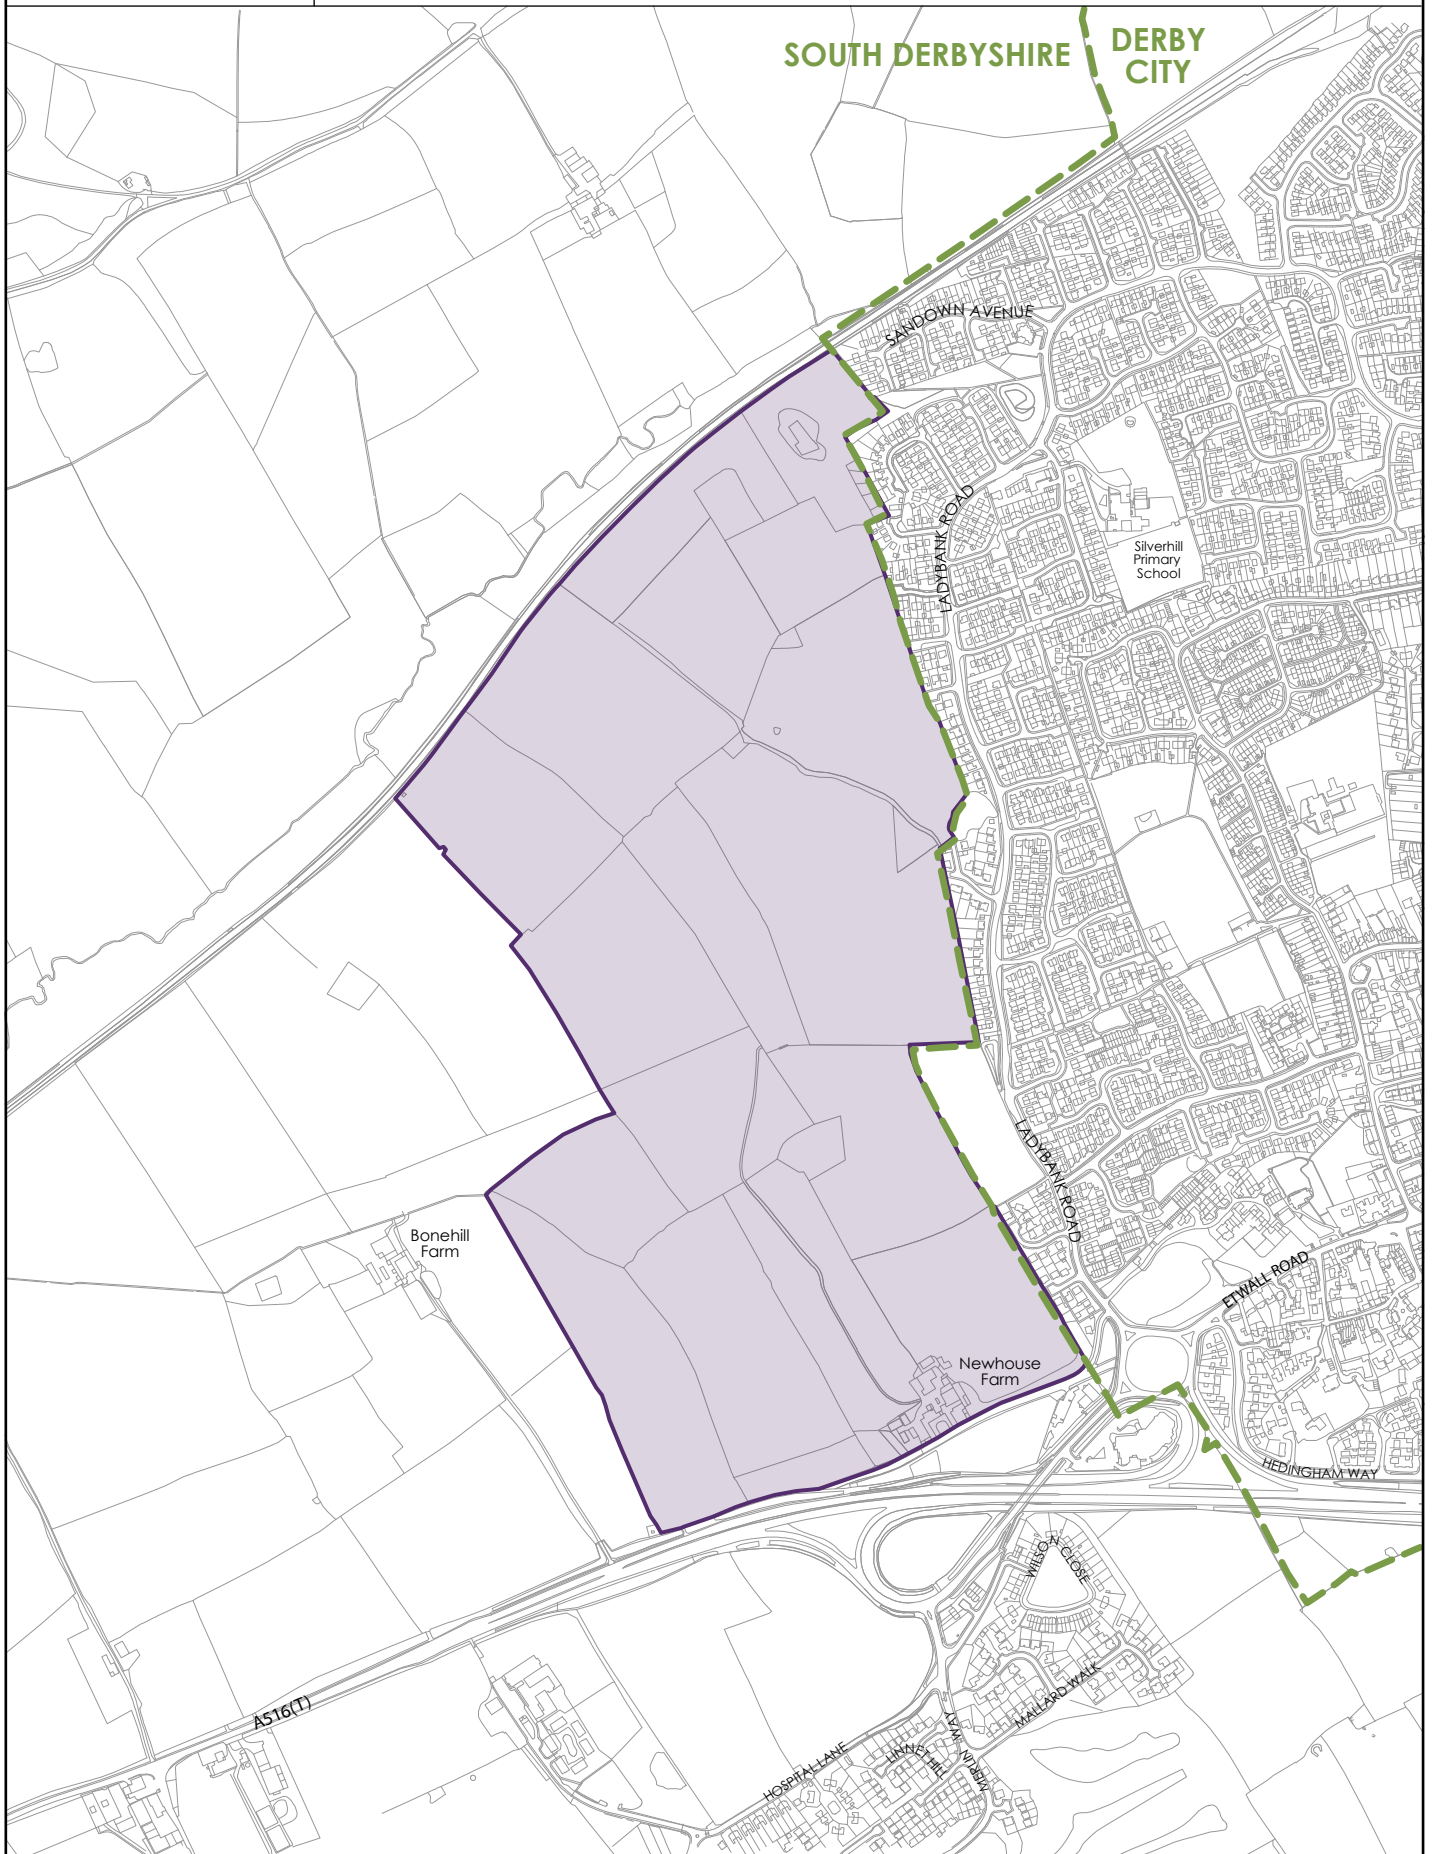 SOUTH DERBYSHIRE
DERBY
CITY
SANDOWN AVENUE
LADYBANK ROAD
Silverhill
Primary
School
LADYBANK ROAD
Bonehill
Farm
ETWALL ROAD
Newhouse
Farm
HEDINGHAM WAY
WILSON CLOSE
MALLARD WALK
A516(T)
HOSPITAL LANE
LINNET HILL
MERLIN WAY